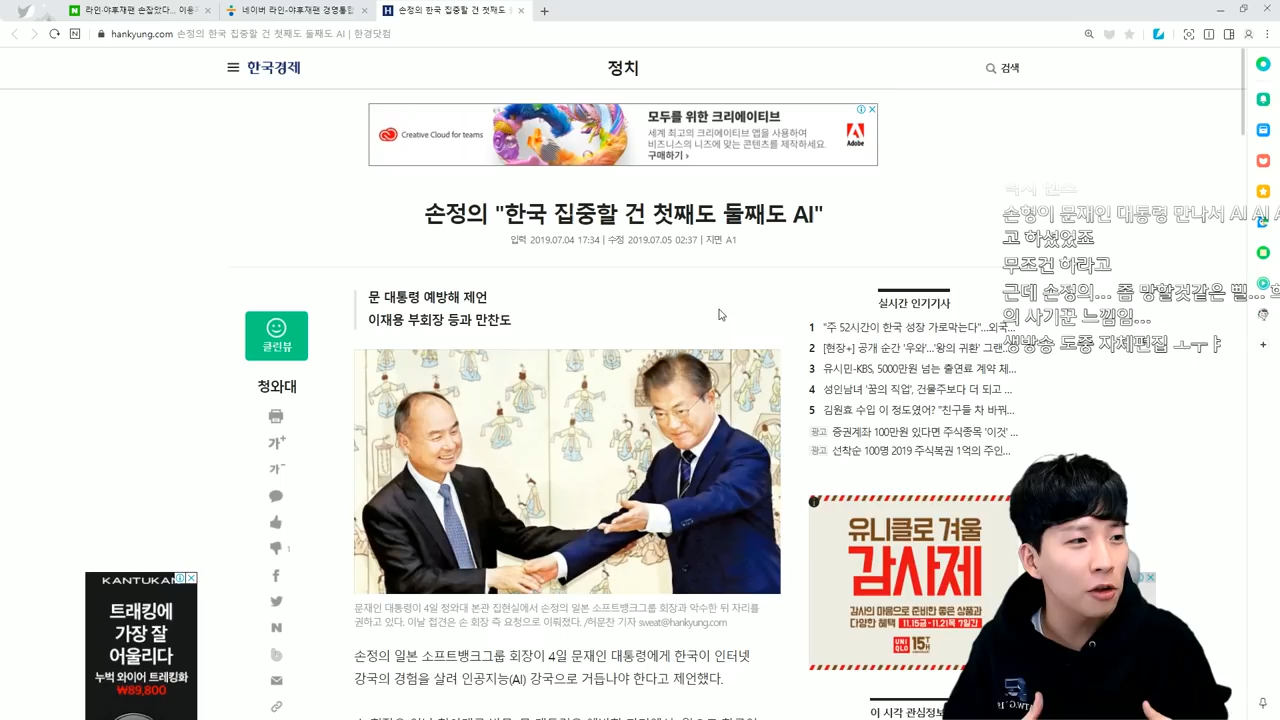 라인-야후재팬 손잡았다... 이용자
네이버 라인-야후재팬 경영통합
손정의 "한국 집중할 건 첫째도 둘째도
hankyung.com 손정의 한국 집중할 건 첫째도 둘째도 AI | 한경닷컴
한국경제
정치
검색
Creative Cloud for teams
모두를 위한 크리에이티브
세계 최고의 크리에이티브 앱을 사용하여
비즈니스의 니즈에 맞는 콘텐츠를 제작하세요.
구매하기 ›
Adobe
손정의 "한국 집중할 건 첫째도 둘째도 AI"
입력 2019.07.04 17:34 | 수정 2019.07.05 02:37 | 지면 A1
손형이 문재인 대통령 만나서 AI AI A
고 하셨었죠
무조건 하라고
근데 손정의... 좀 망할것같은 삘...
의 사기꾼 느낌임...
생방송 도중 자체편집 ㅗㅜㅑ
문 대통령 예방해 제언
이재용 부회장 등과 만찬도
클린뷰
청와대
가+
가-
1
실시간 인기기사
1 "주 52시간이 한국 성장 가로막는다"...외국...
2 [현장+] 공개 순간 '우와'...'왕의 귀환' 그랜...
3 유시민-KBS, 5000만원 넘는 출연료 계약 체...
4 성인남녀 '꿈의 직업', 건물주보다 더 되고 ...
5 김원효 수입 이 정도였어? "친구들 차 바꿔...
광고 증권계좌 100만원 있다면 주식종목 '이것' ...
광고 선착순 100명 2019 주식복권 1억의 주인...
문재인 대통령이 4일 청와대 본관 집현실에서 손정의 일본 소프트뱅크그룹 회장과 악수한 뒤 자리를
권하고 있다. 이날 접견은 손 회장 측 요청으로 이뤄졌다. /허문찬 기자 sweat@hankyung.com
손정의 일본 소프트뱅크그룹 회장이 4일 문재인 대통령에게 한국이 인터넷
강국의 경험을 살려 인공지능(AI) 강국으로 거듭나야 한다고 제언했다.
유니클로 겨울
감사제
감사의 마음으로 준비한 좋은 상품과
다양한 혜택 11.15금 - 11.21목 7일간
UNIQLO 15TH
이 시각 관심정보
KANTUKAN
트래킹에
가장 잘
어울리다
누벅 와이어 트레킹화
₩89,800